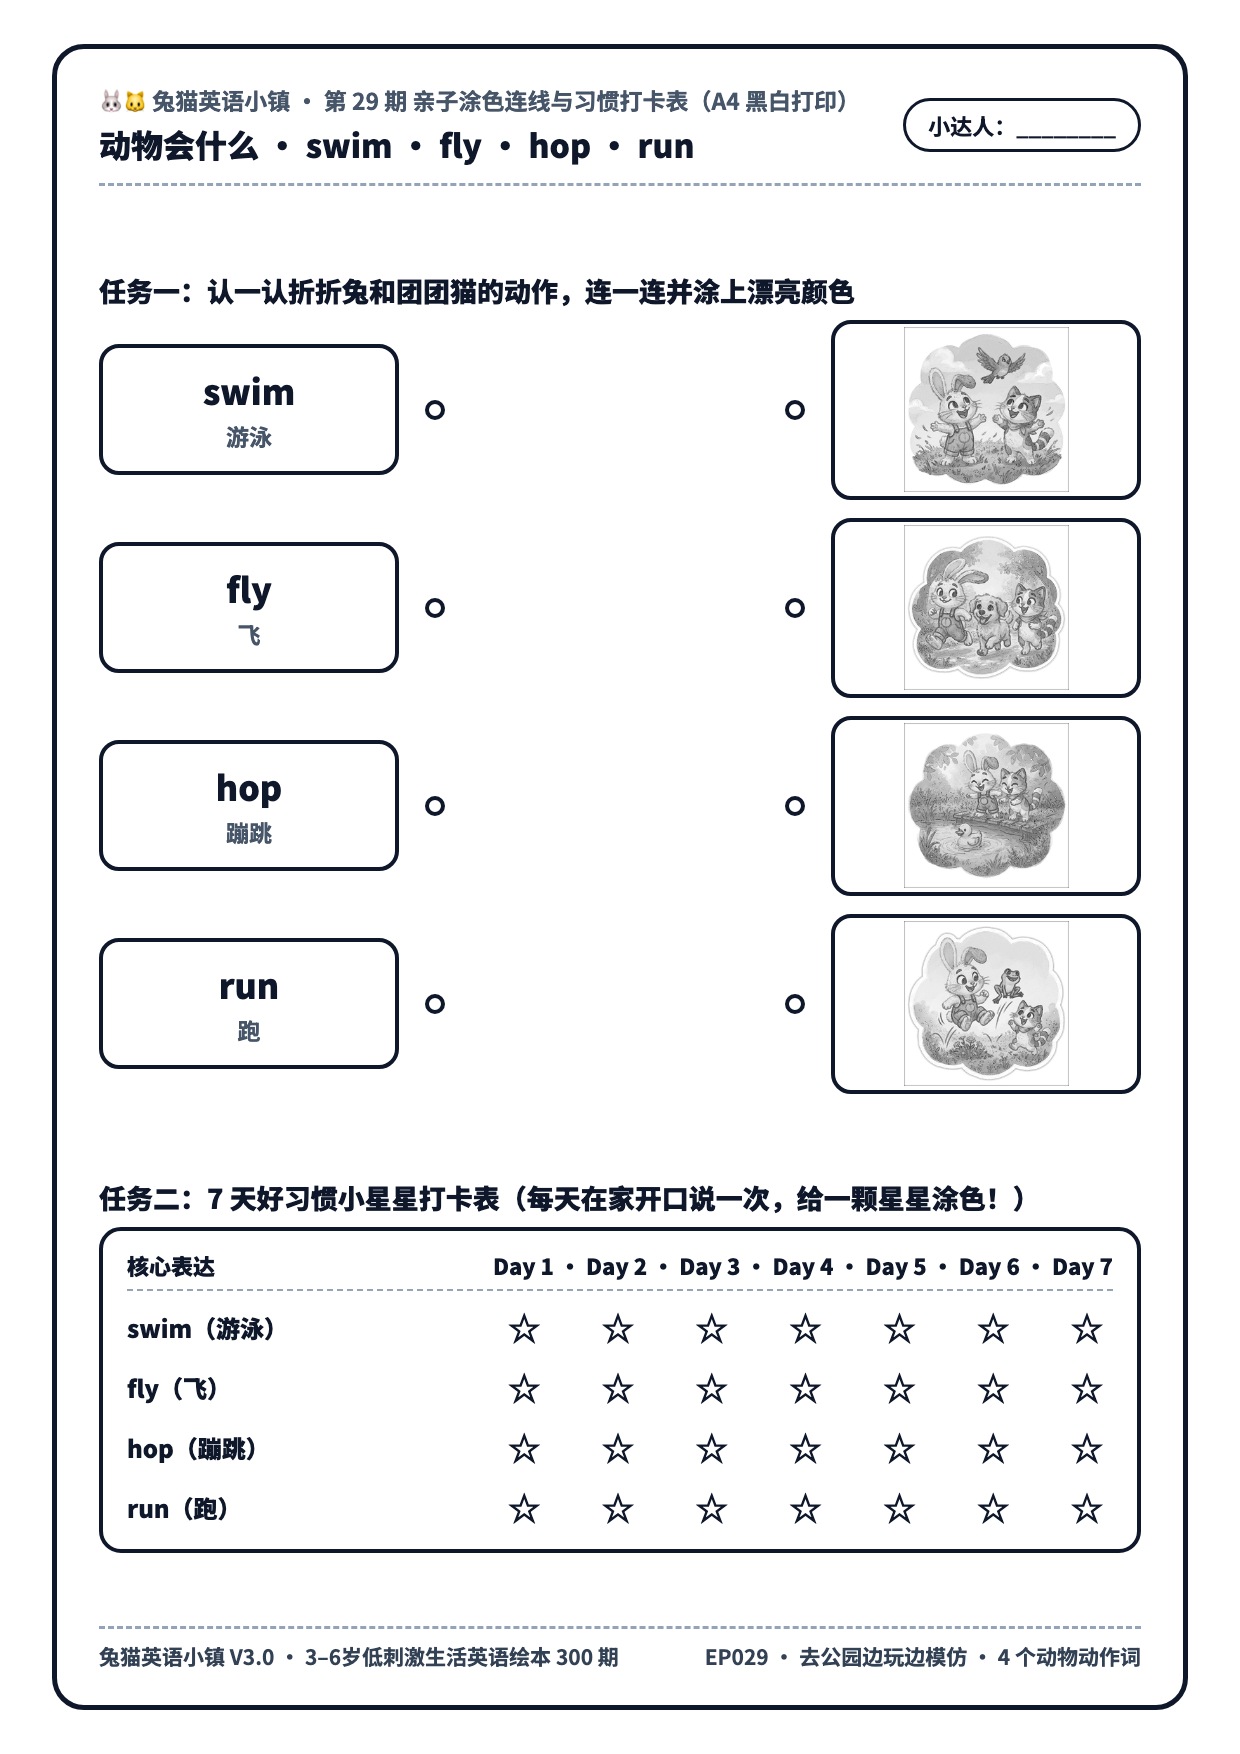 🐰🐱 兔猫英语小镇 · 第 29 期 亲子涂色连线与习惯打卡表（A4 黑白打印）
动物会什么 · swim · fly · hop · run
小达人：________
任务一：认一认折折兔和团团猫的动作，连一连并涂上漂亮颜色
swim
游泳
fly
飞
hop
蹦跳
run
跑
任务二：7 天好习惯小星星打卡表（每天在家开口说一次，给一颗星星涂色！）
核心表达 Day 1 · Day 2 · Day 3 · Day 4 · Day 5 · Day 6 · Day 7
swim（游泳） ☆ ☆ ☆ ☆ ☆ ☆ ☆
fly（飞） ☆ ☆ ☆ ☆ ☆ ☆ ☆
hop（蹦跳） ☆ ☆ ☆ ☆ ☆ ☆ ☆
run（跑） ☆ ☆ ☆ ☆ ☆ ☆ ☆
兔猫英语小镇 V3.0 · 3–6岁低刺激生活英语绘本 300 期
EP029 · 去公园边玩边模仿 · 4 个动物动作词